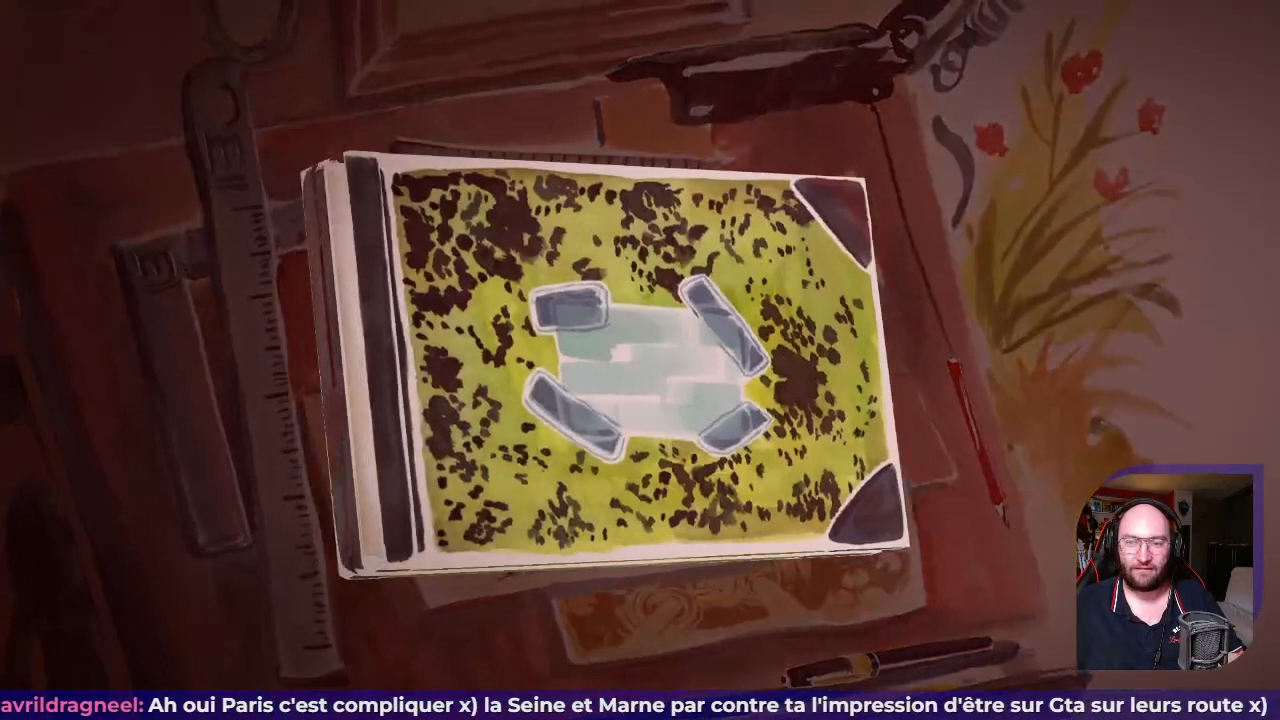 avrildragneel: Ah oui Paris c'est compliquer x) la Seine et Marne par contre ta l'impression d'être sur Gta sur leurs route x)